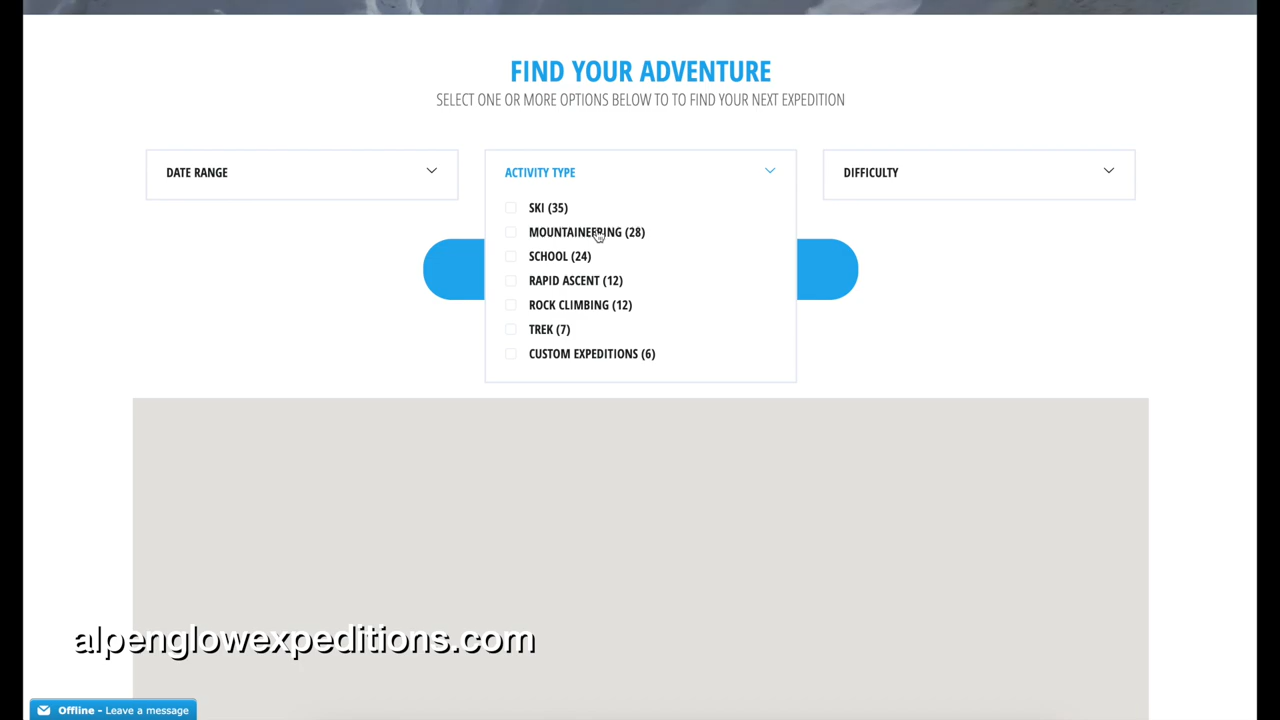 FIND YOUR ADVENTURE
SELECT ONE OR MORE OPTIONS BELOW TO TO FIND YOUR NEXT EXPEDITION
DATE RANGE
ACTIVITY TYPE
DIFFICULTY
SKI (35)
MOUNTAINEERING (28)
SCHOOL (24)
RAPID ASCENT (12)
ROCK CLIMBING (12)
TREK (7)
CUSTOM EXPEDITIONS (6)
alpenglowexpeditions.com
Offline - Leave a message